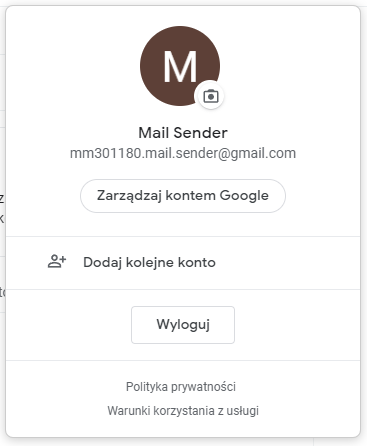 M
Mail Sender
mm301180.mail.sender@gmail.com
Zarządzaj kontem Google
Dodaj kolejne konto
Wyloguj
Polityka prywatności
Warunki korzystania z usługi